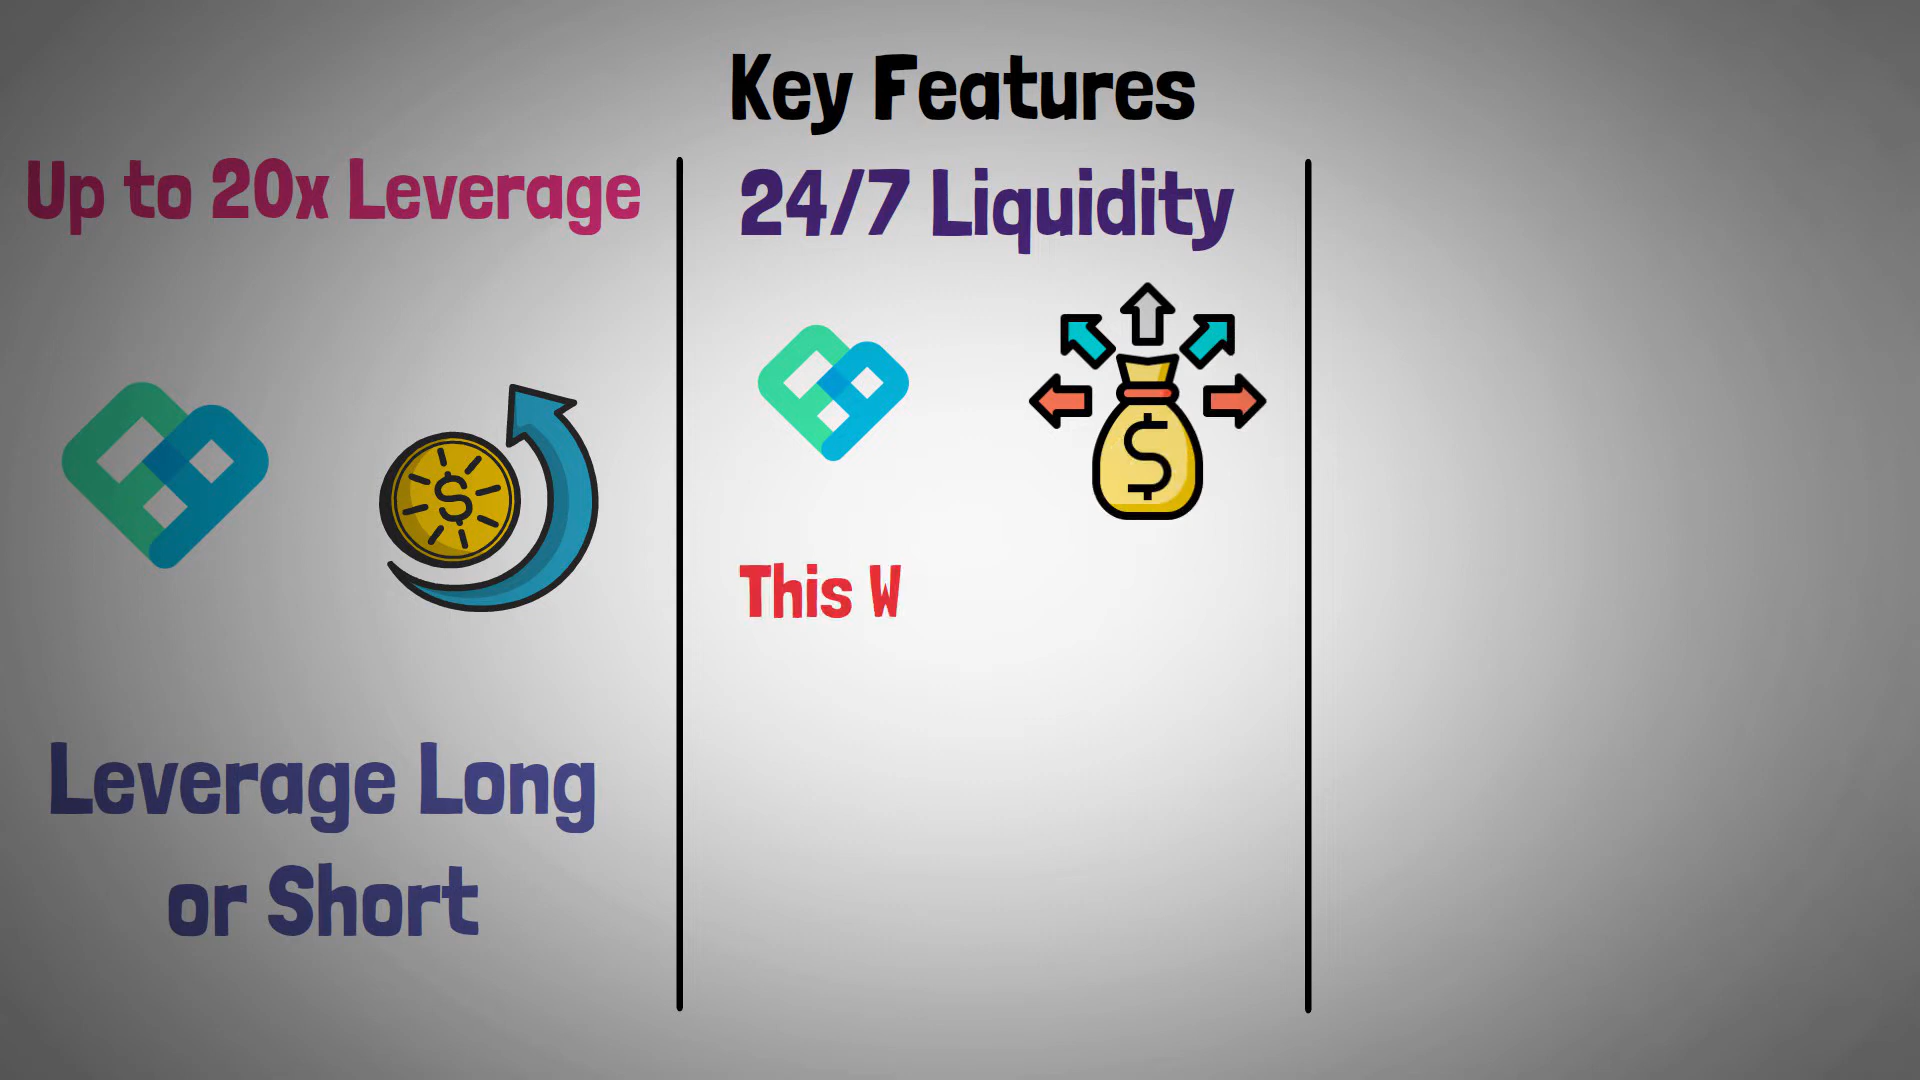 Key Features
Up to 20x Leverage
Leverage Long
or Short
24/7 Liquidity
This W